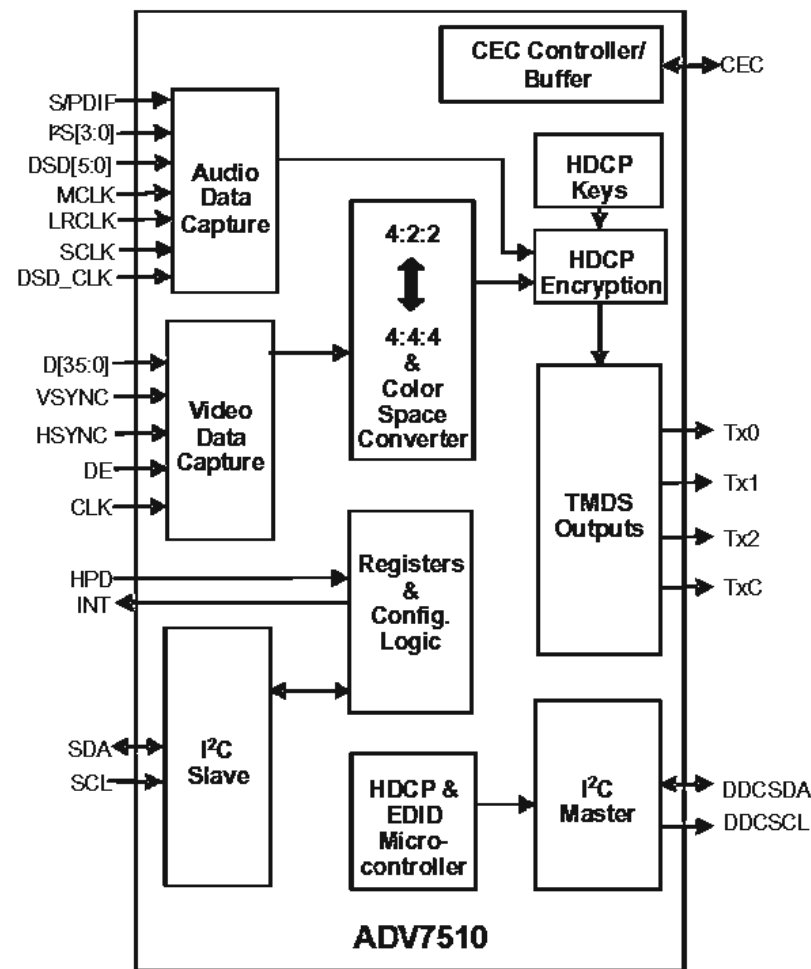 CEC Controller/
Buffer
CEC
S/PDIF
I²S[3:0]
DSD[5:0]
MCLK
LRCLK
SCLK
DSD_CLK
Audio
Data
Capture
HDCP
Keys
4:2:2
4:4:4
&
Color
Space
Converter
HDCP
Encryption
D[35:0]
VSYNC
HSYNC
DE
CLK
Video
Data
Capture
TMDS
Outputs
Tx0
Tx1
Tx2
TxC
HPD
INT
Registers
&
Config.
Logic
SDA
SCL
I²C
Slave
HDCP &
EDID
Micro-
controller
I²C
Master
DDCSDA
DDCSCL
ADV7510